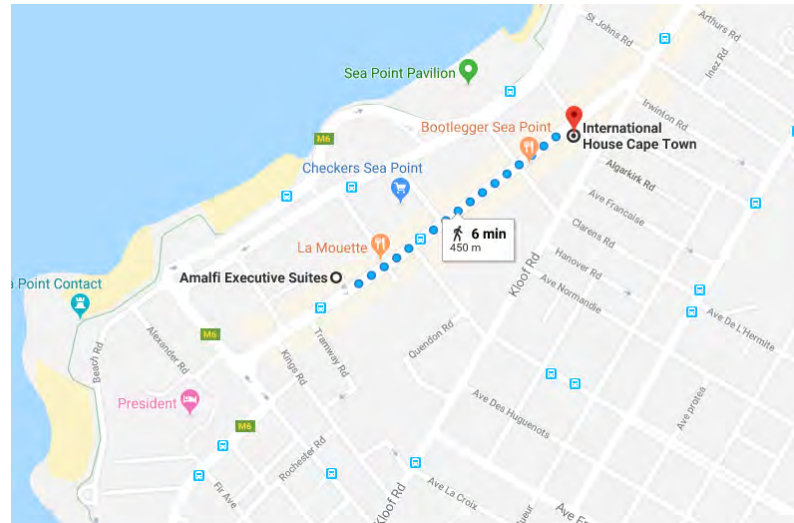 St Johns Rd
Arthurs Rd
Inez Rd
Sea Point Pavilion
Irwinton Rd
Bootlegger Sea Point
International
House Cape Town
M6
Checkers Sea Point
Algarkirk Rd
Ave Francaise
6 min
450 m
Clarens Rd
La Mouette
Hanover Rd
Kloof Rd
Amalfi Executive Suites
a Point Contact
Ave Normandie
Ave De L'Hermite
M6
Alexander Rd
Beach Rd
Tramway Rd
Kings Rd
Quendon Rd
President
Ave Des Huguenots
Ave protea
M6
Rochester Rd
Fir Ave
Kloof Rd
Ave La Croix